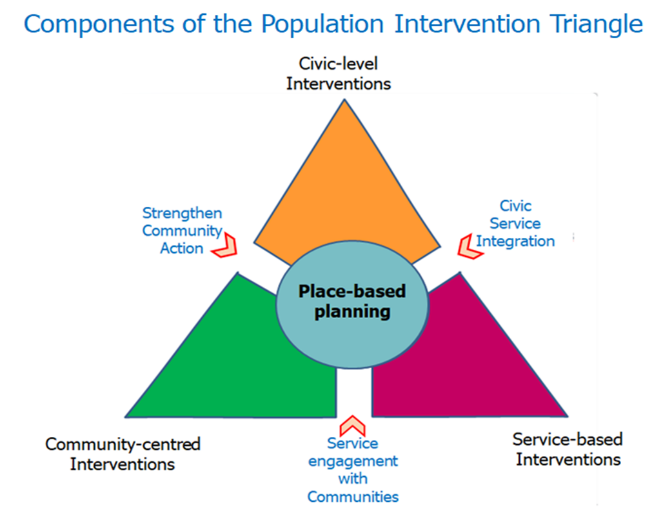 Components of the Population Intervention Triangle
Civic-level
Interventions
Strengthen
Community
Action
Civic
Service
Integration
Place-based
planning
Community-centred
Interventions
Service
engagement
with
Communities
Service-based
Interventions